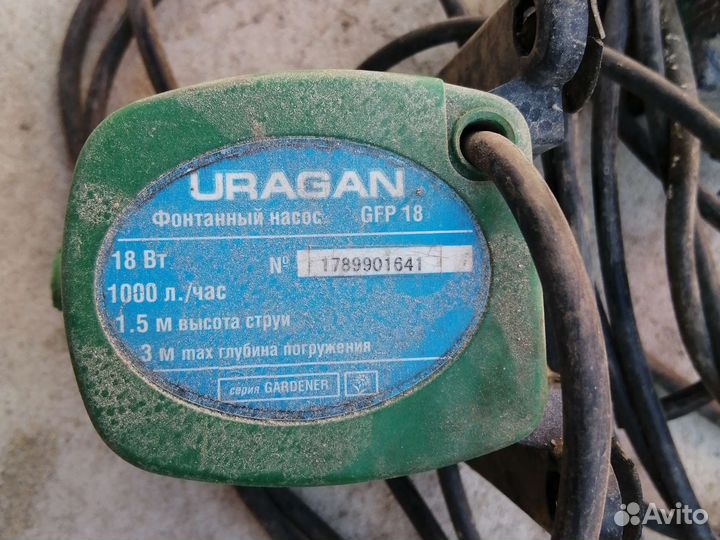 URAGAN
Фонтанный насос GFP 18
18 Вт № 1789901641
1000 л./час
1.5 м высота струи
3 м max глубина погружения
серия GARDENER
Avito